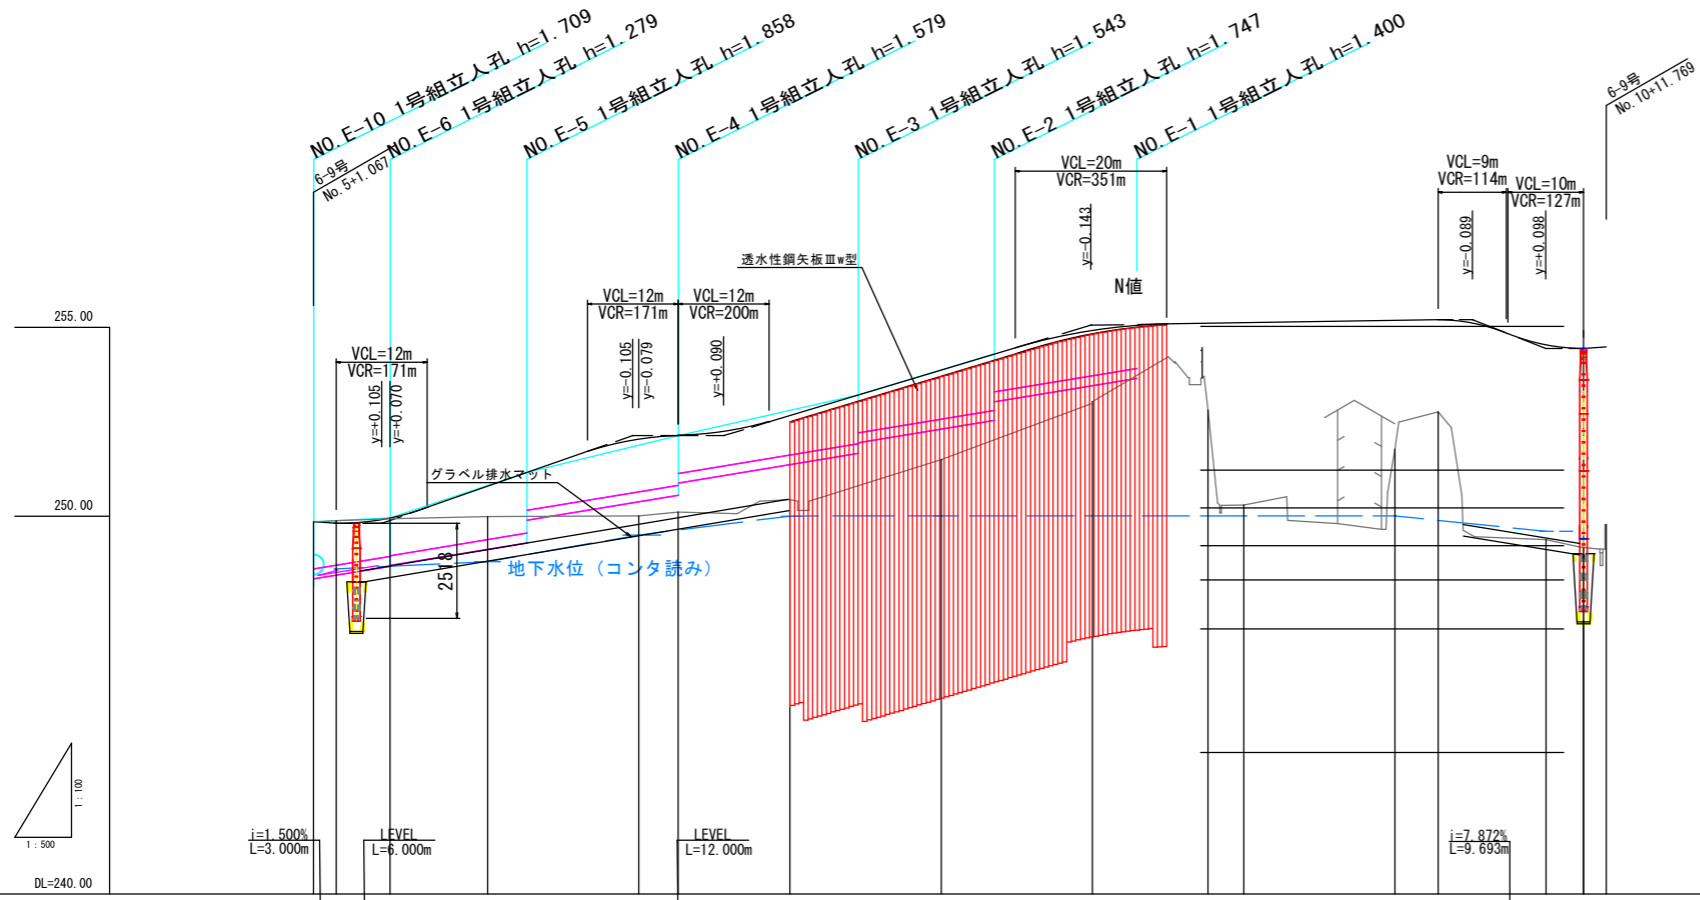 NO.E-10 1号組立人孔 h=1.709
NO.E-6 1号組立人孔 h=1.279
NO.E-5 1号組立人孔 h=1.858
NO.E-4 1号組立人孔 h=1.579
NO.E-3 1号組立人孔 h=1.543
NO.E-2 1号組立人孔 h=1.747
NO.E-1 1号組立人孔 h=1.400
6-9号
No.10+11.769
6-9号
No.5+1.067
VCL=20m
VCR=351m
VCL=9m
VCR=114m
VCL=10m
VCR=127m
y=-0.143
y=-0.089
y=+0.098
透水性鋼矢板Ⅲw型
N値
VCL=12m
VCR=171m
VCL=12m
VCR=200m
255.00
VCL=12m
VCR=171m
y=-0.105
y=-0.079
y=+0.090
y=+0.105
y=+0.070
グラベル排水マット
250.00
地下水位（コンタ読み）
2518
1：100
1：500
i=1.500%
L=3.000m
LEVEL
L=6.000m
LEVEL
L=12.000m
i=7.872%
L=9.693m
DL=240.00